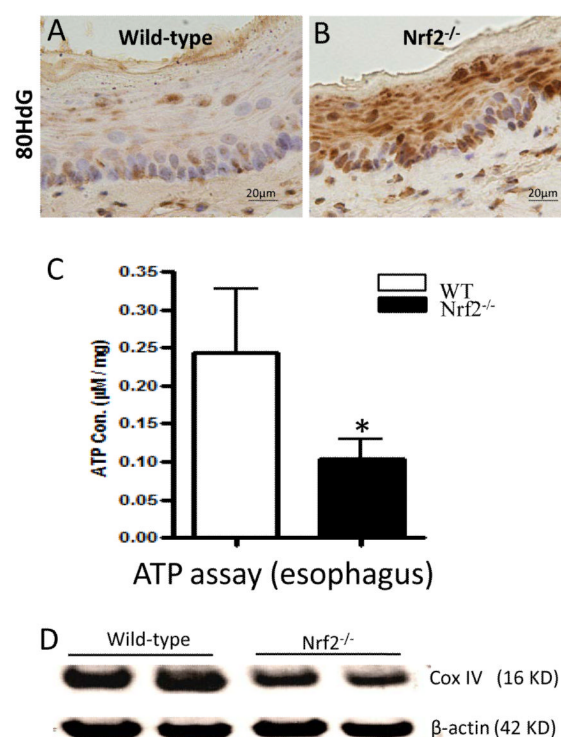 A
Wild-type
B
Nrf2-/-
80HdG
20µm
20µm
C
0.35
0.30
0.25
0.20
0.15
0.10
0.05
0.00
ATP Con. (µM / mg)
WT
Nrf2-/-
*
ATP assay (esophagus)
D
Wild-type
Nrf2-/-
Cox IV (16 KD)
β-actin (42 KD)